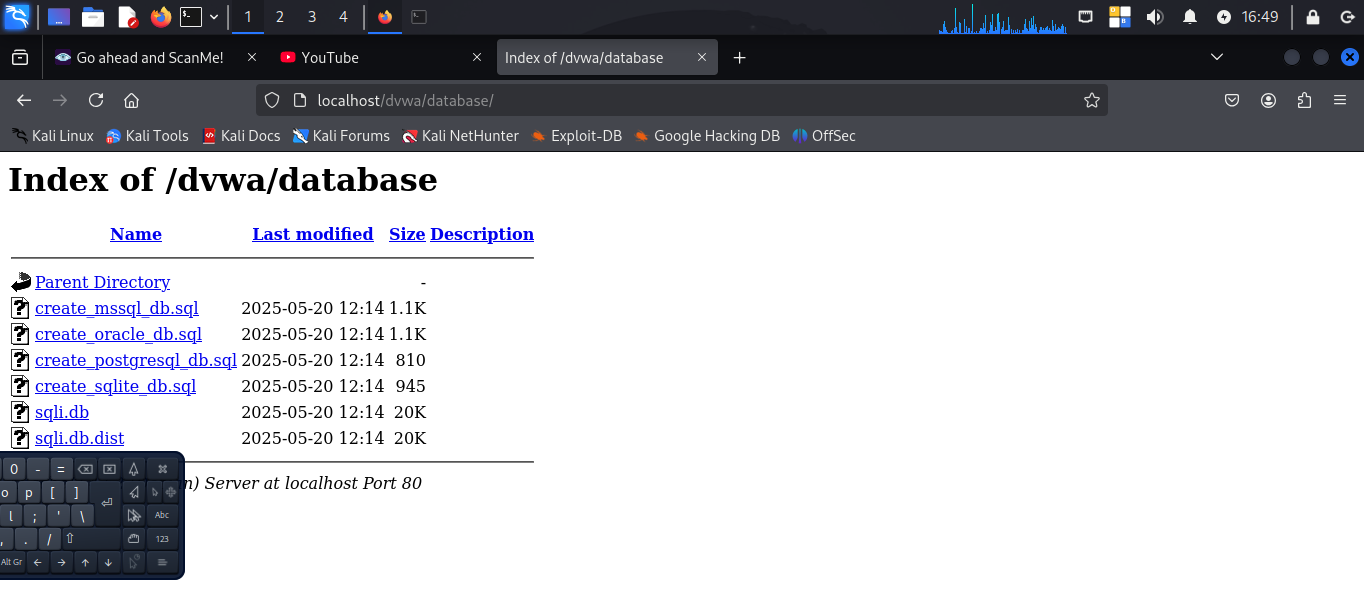 1 2 3 4 16:49
Go ahead and ScanMe! YouTube Index of /dvwa/database
localhost/dvwa/database/
Kali Linux Kali Tools Kali Docs Kali Forums Kali NetHunter Exploit-DB Google Hacking DB OffSec
Index of /dvwa/database
Name Last modified Size Description
Parent Directory -
create_mssql_db.sql 2025-05-20 12:14 1.1K
create_oracle_db.sql 2025-05-20 12:14 1.1K
create_postgresql_db.sql 2025-05-20 12:14 810
create_sqlite_db.sql 2025-05-20 12:14 945
sqli.db 2025-05-20 12:14 20K
sqli.db.dist 2025-05-20 12:14 20K
n) Server at localhost Port 80
0 - =
o p [ ]
l ; ' \ Abc
, . / 123
Alt Gr